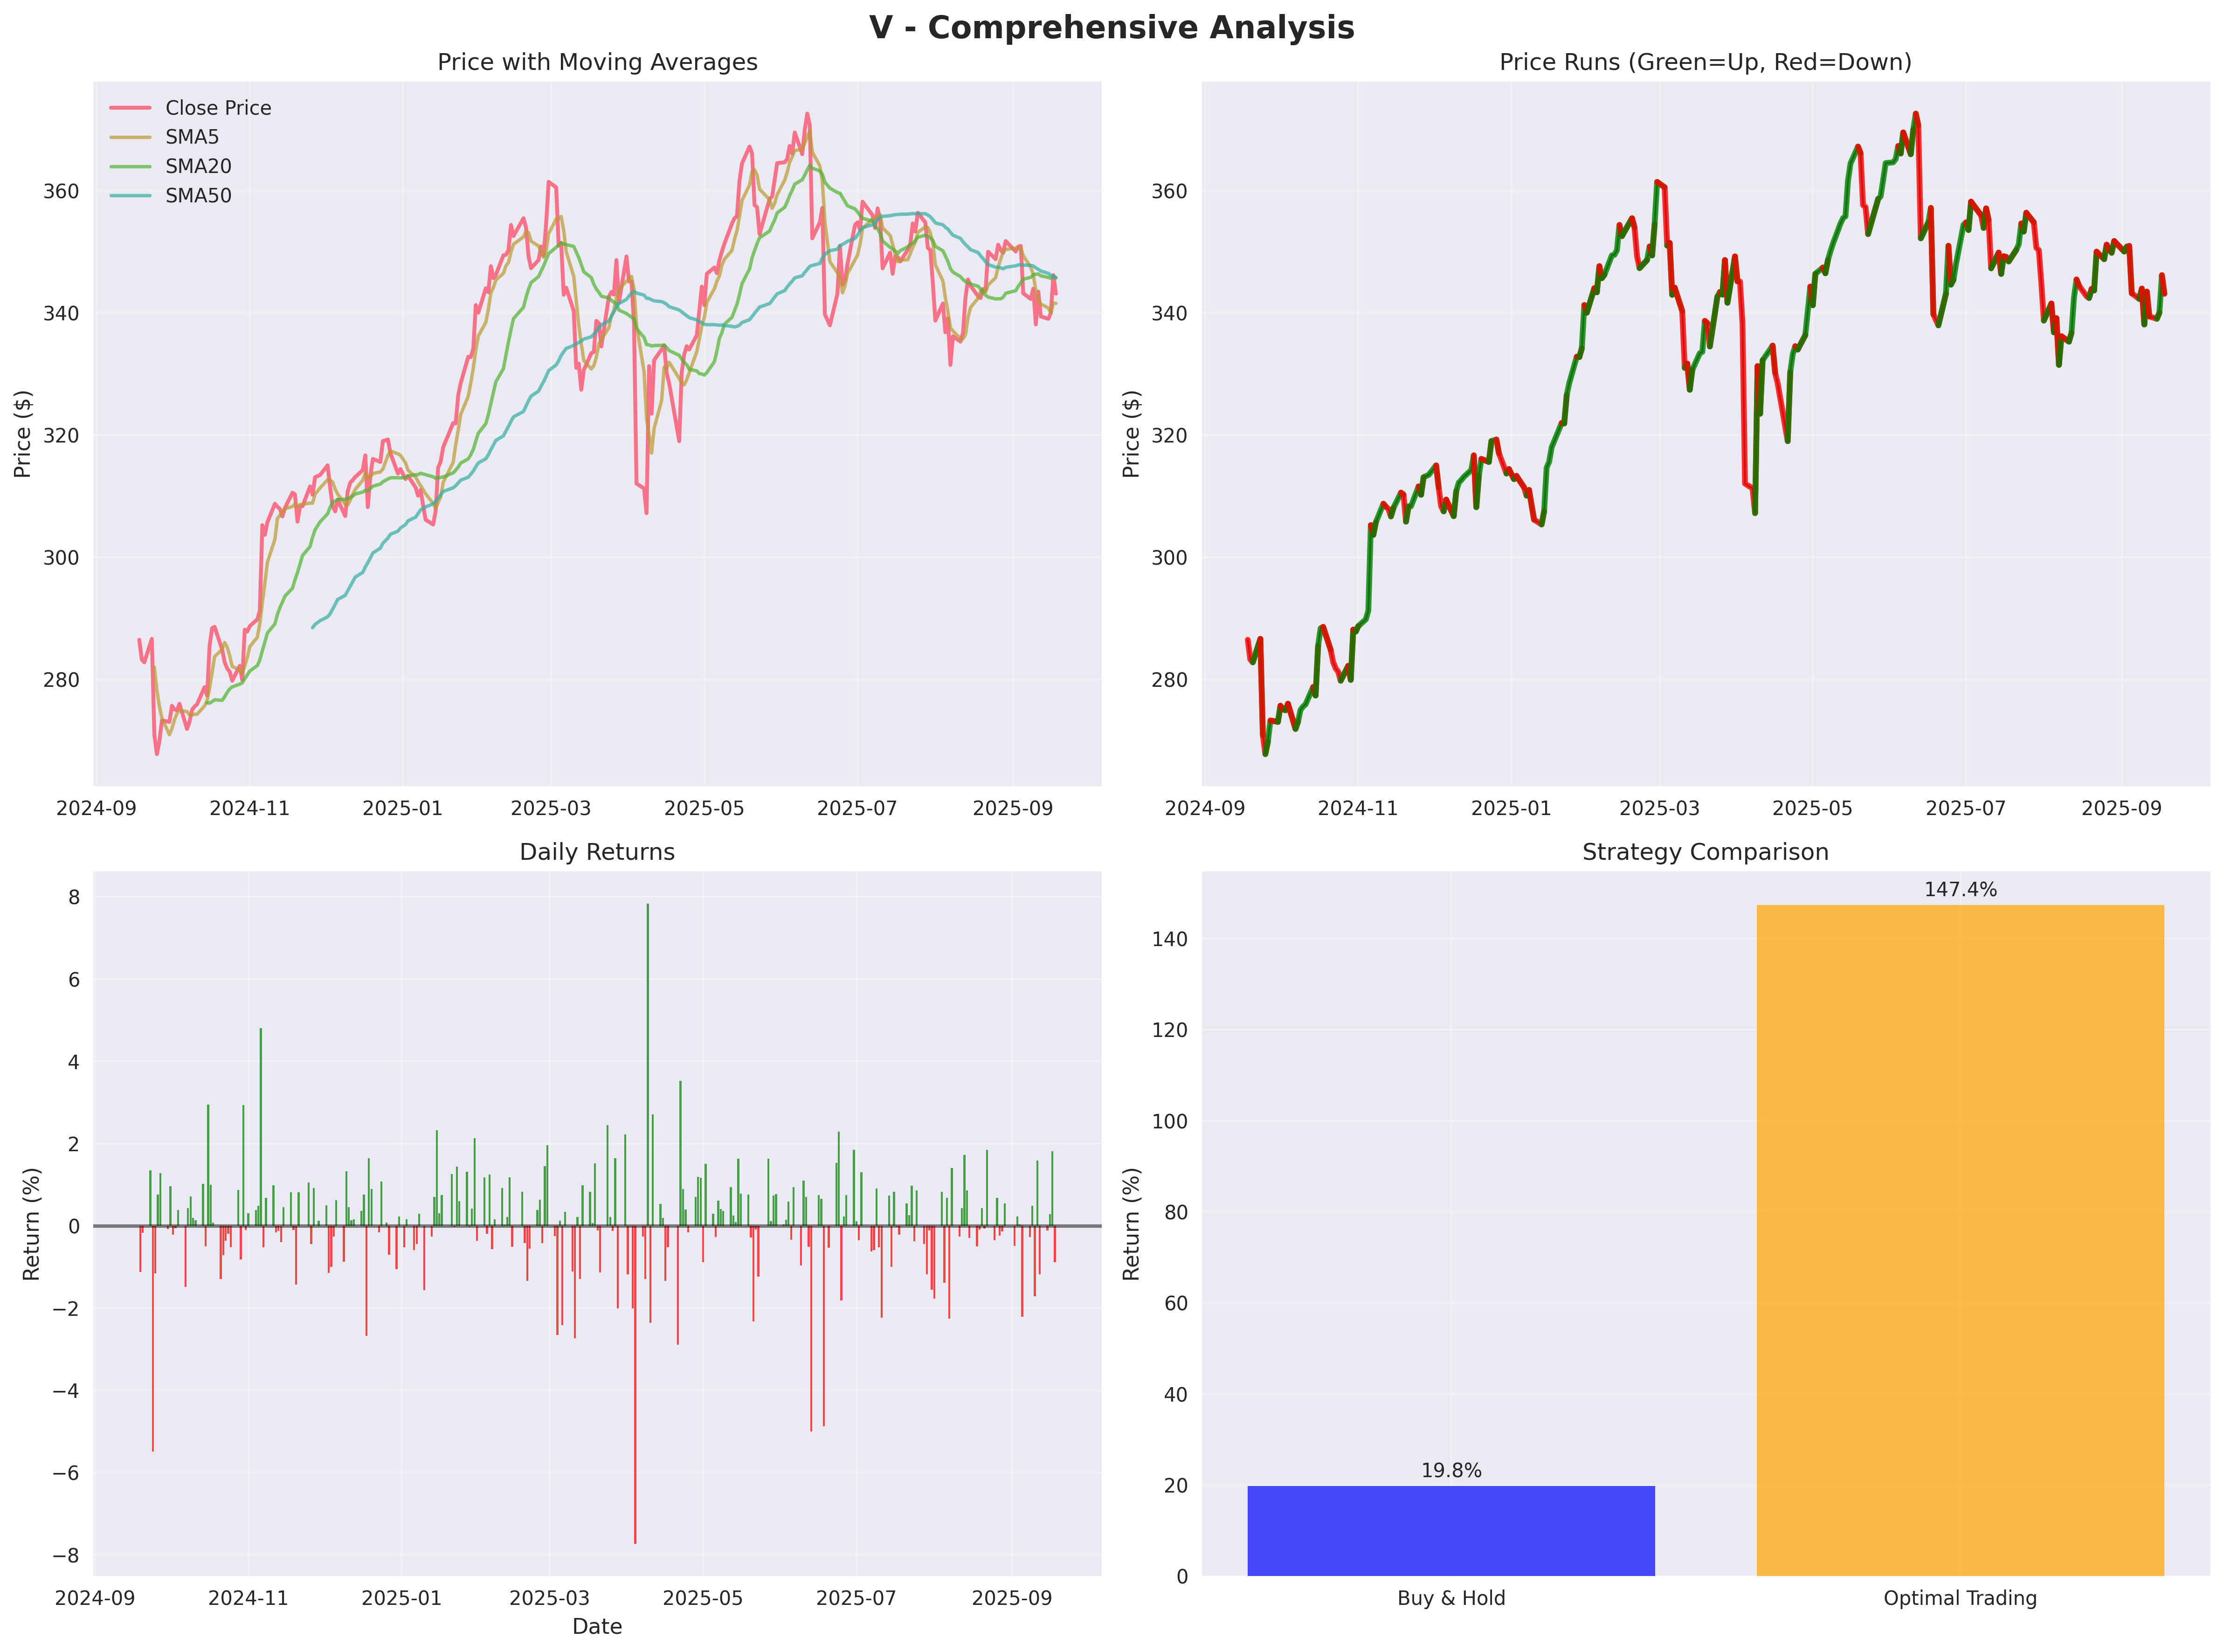 V - Comprehensive Analysis
Price with Moving Averages
Close Price
SMA5
SMA20
SMA50
Price ($)
360
340
320
300
280
2024-09 2024-11 2025-01 2025-03 2025-05 2025-07 2025-09
Price Runs (Green=Up, Red=Down)
Price ($)
360
340
320
300
280
2024-09 2024-11 2025-01 2025-03 2025-05 2025-07 2025-09
Daily Returns
Return (%)
8
6
4
2
0
−2
−4
−6
−8
2024-09 2024-11 2025-01 2025-03 2025-05 2025-07 2025-09
Date
Strategy Comparison
Return (%)
147.4%
140
120
100
80
60
40
19.8%
20
0
Buy & Hold Optimal Trading